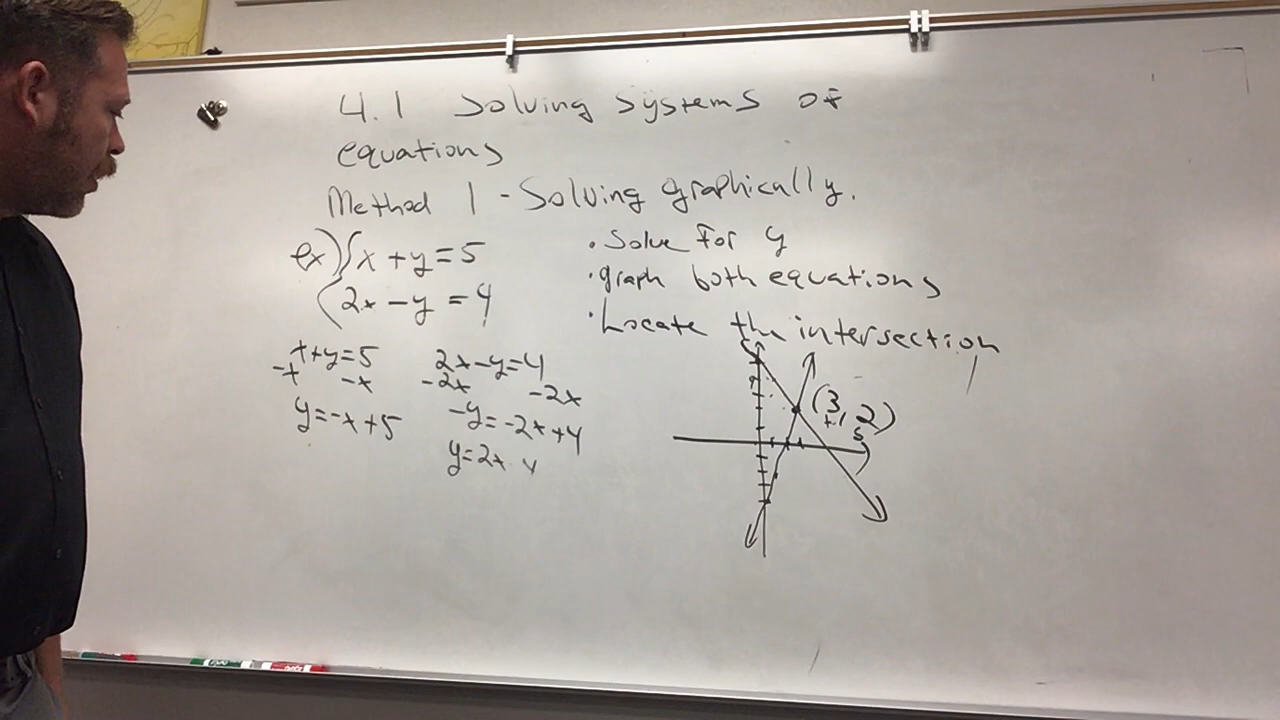 4.1 Solving systems of
equations
Method 1 - Solving graphically.
ex) x + y = 5
2x - y = 4
• Solve for y
• graph both equations
• Locate the intersection
x+y=5
-x -x
y=-x+5
2x-y=4
-2x -2x
-y=-2x+4
y=2x 4
(3, 2)